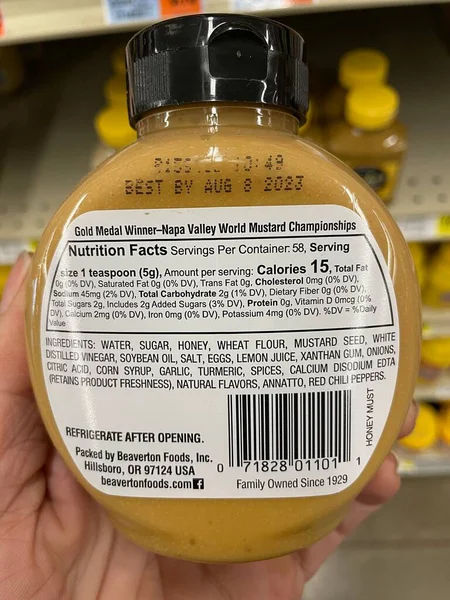 10:49
BEST BY AUG 8 2023
Gold Medal Winner–Napa Valley World Mustard Championships
Nutrition Facts Servings Per Container: 58, Serving
size 1 teaspoon (5g), Amount per serving: Calories 15, Total Fat
0g (0% DV), Saturated Fat 0g (0% DV), Trans Fat 0g, Cholesterol 0mg (0% DV),
Sodium 45mg (2% DV), Total Carbohydrate 2g (1% DV), Dietary Fiber 0g (0% DV),
Total Sugars 2g, Includes 2g Added Sugars (3% DV), Protein 0g, Vitamin D 0mcg (0%
DV), Calcium 2mg (0% DV), Iron 0mg (0% DV), Potassium 4mg (0% DV). %DV = %Daily
Value
INGREDIENTS: WATER, SUGAR, HONEY, WHEAT FLOUR, MUSTARD SEED, WHITE
DISTILLED VINEGAR, SOYBEAN OIL, SALT, EGGS, LEMON JUICE, XANTHAN GUM, ONIONS,
CITRIC ACID, CORN SYRUP, GARLIC, TURMERIC, SPICES, CALCIUM DISODIUM EDTA
(RETAINS PRODUCT FRESHNESS), NATURAL FLAVORS, ANNATTO, RED CHILI PEPPERS.
REFRIGERATE AFTER OPENING.
Packed by Beaverton Foods, Inc.
Hillsboro, OR 97124 USA
beavertonfoods.com
0 71828 01101 1
HONEY MUST
Family Owned Since 1929